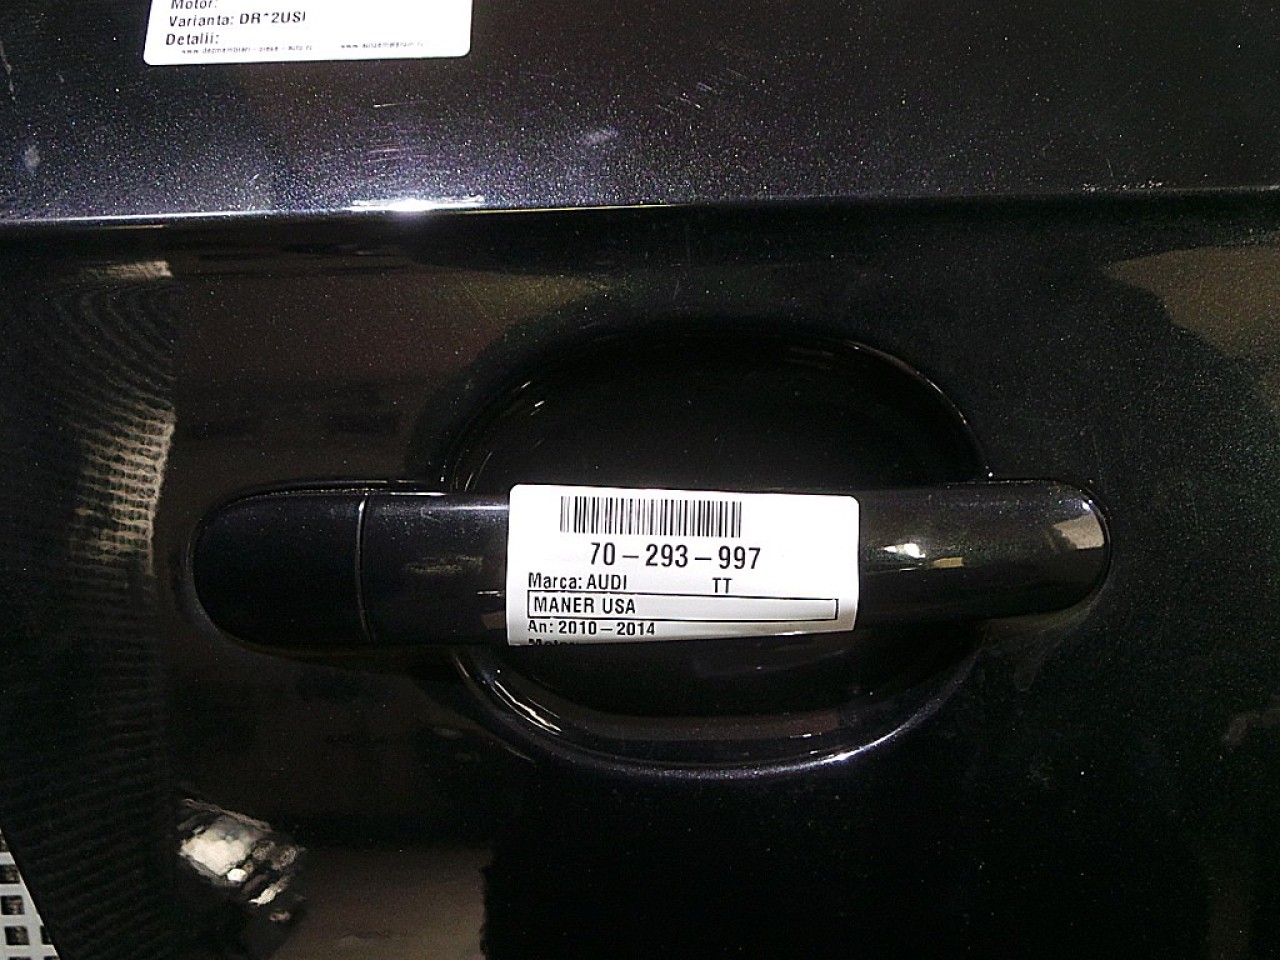 Motor:
Varianta: DR*2USI
Detalii:
70-293-997
Marca: AUDI TT
MANER USA
An: 2010-2014